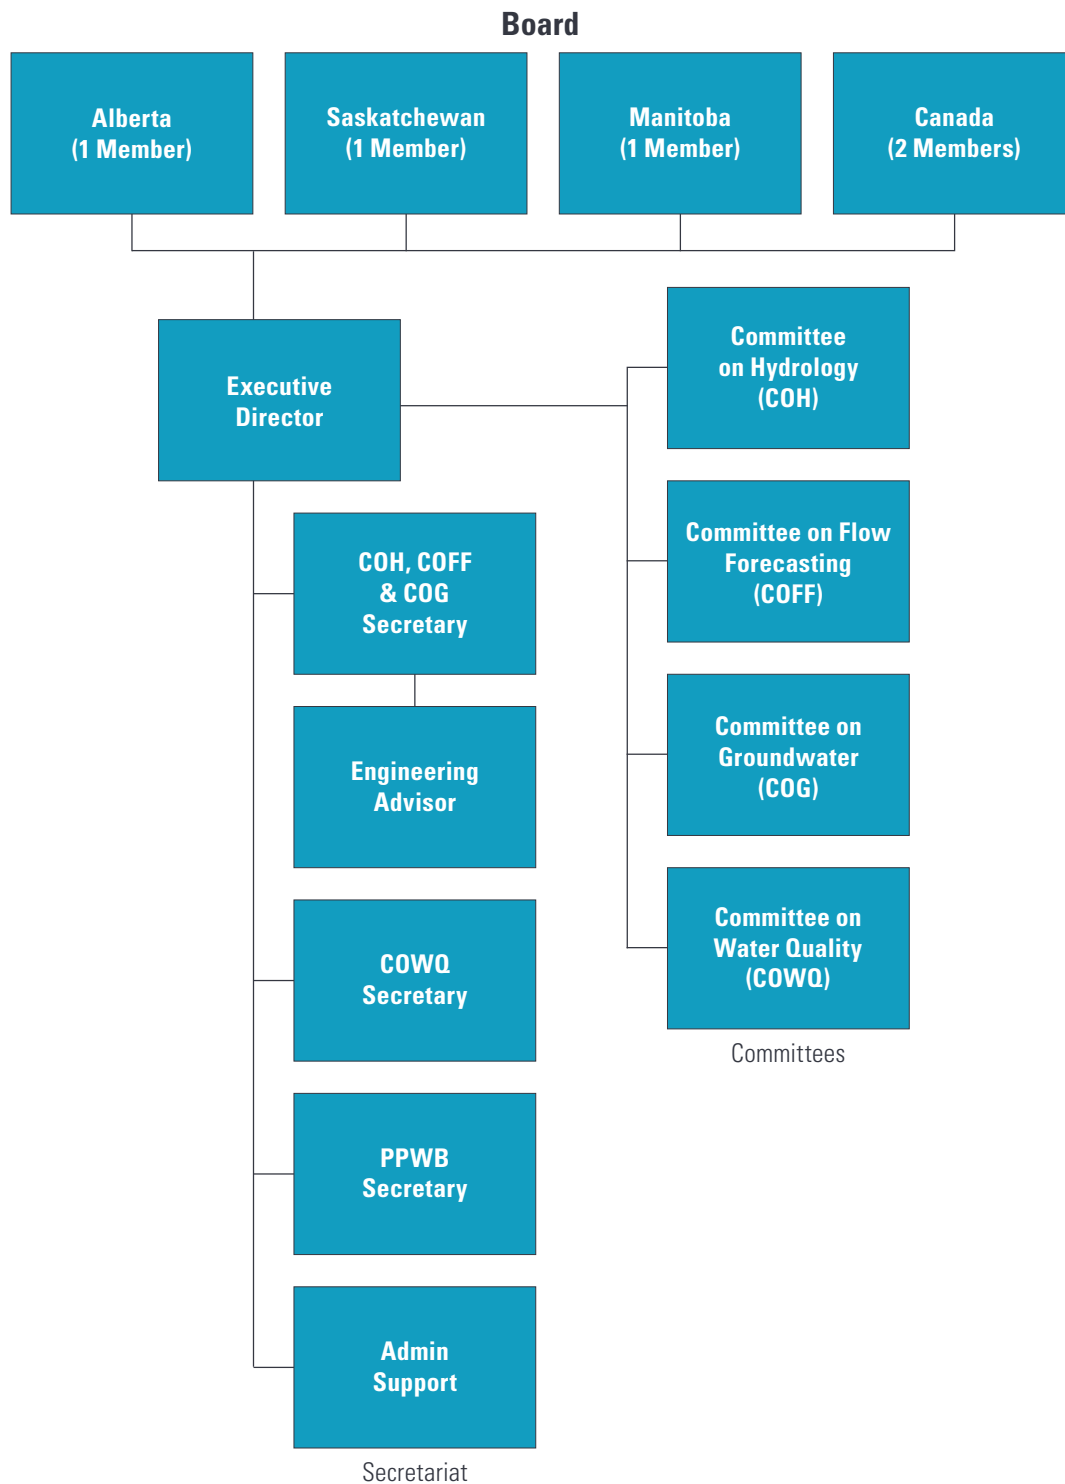 Board
Alberta
(1 Member)
Saskatchewan
(1 Member)
Manitoba
(1 Member)
Canada
(2 Members)
Executive
Director
Committee
on Hydrology
(COH)
COH, COFF
& COG
Secretary
Committee on Flow
Forecasting
(COFF)
Engineering
Advisor
Committee on
Groundwater
(COG)
COWQ
Secretary
Committee on
Water Quality
(COWQ)
Committees
PPWB
Secretary
Admin
Support
Secretariat